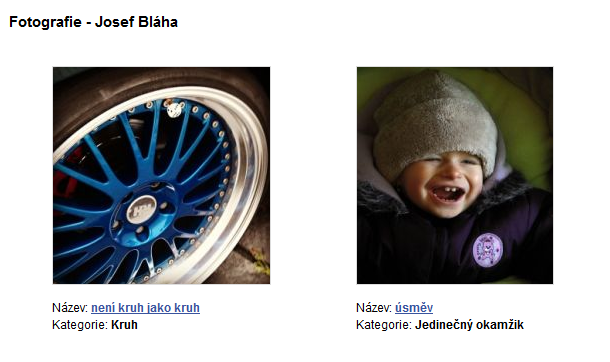 Fotografie - Josef Bláha
Název: není kruh jako kruh
Kategorie: Kruh
Název: úsměv
Kategorie: Jedinečný okamžik